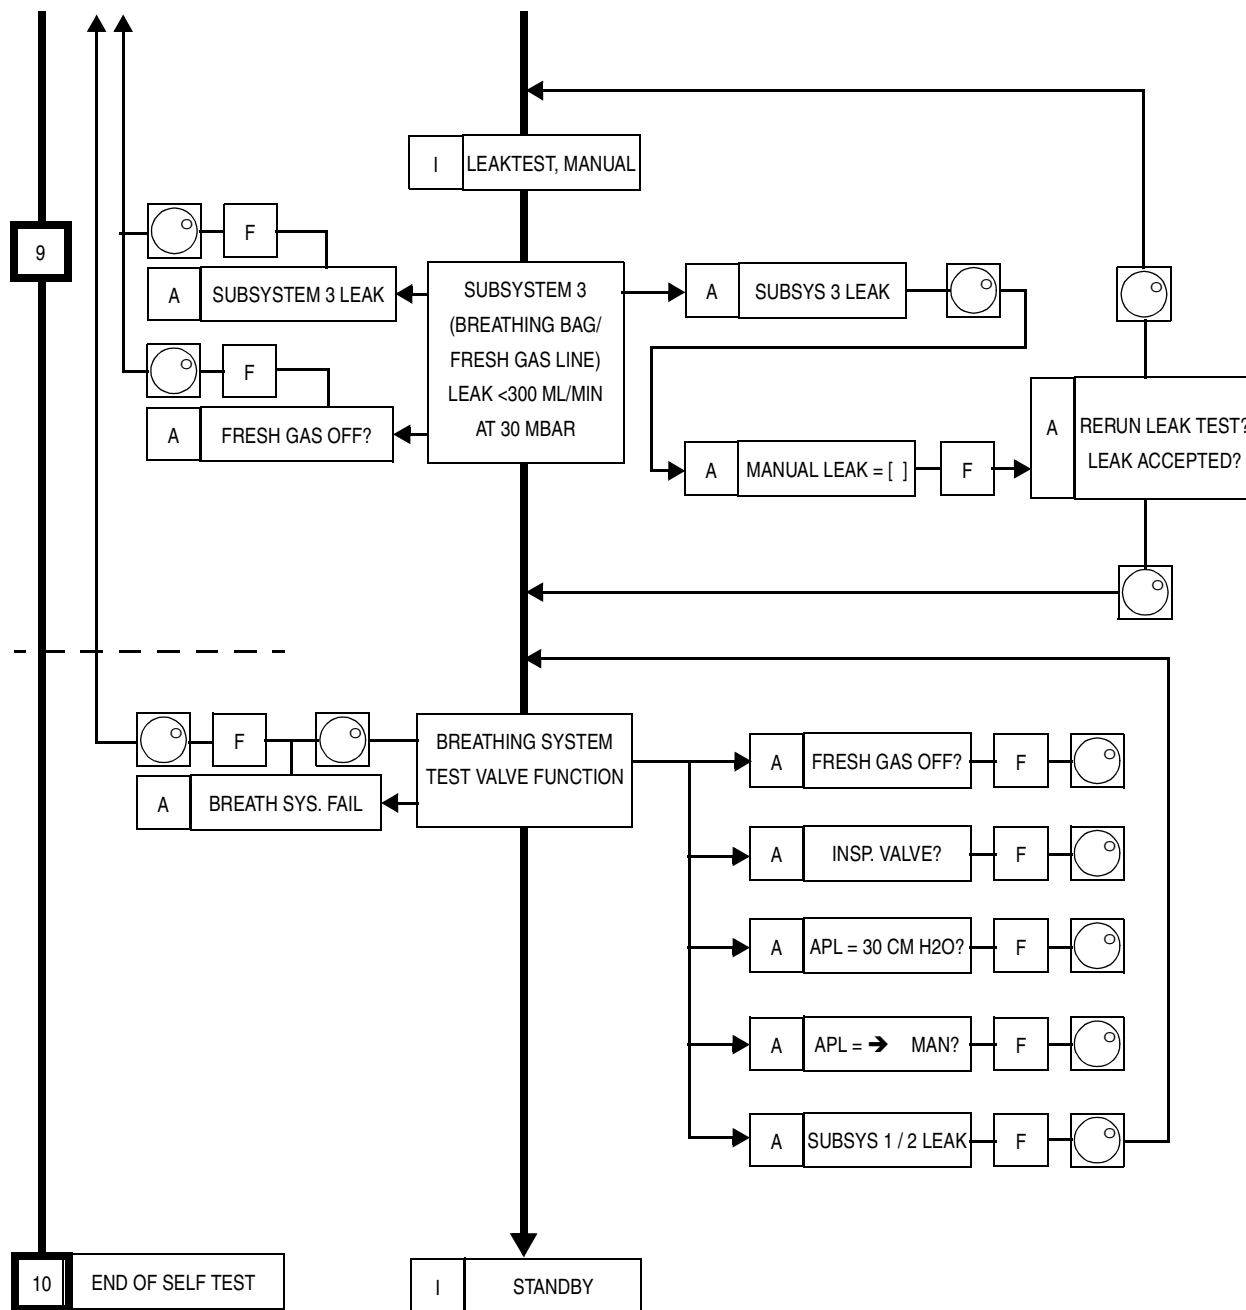 I LEAKTEST, MANUAL
9
F
A SUBSYSTEM 3 LEAK
F
A FRESH GAS OFF?
SUBSYSTEM 3
(BREATHING BAG/
FRESH GAS LINE)
LEAK <300 ML/MIN
AT 30 MBAR
A SUBSYS 3 LEAK
A MANUAL LEAK = [ ] F
A RERUN LEAK TEST?
LEAK ACCEPTED?
F
A BREATH SYS. FAIL
BREATHING SYSTEM
TEST VALVE FUNCTION
A FRESH GAS OFF? F
A INSP. VALVE? F
A APL = 30 CM H2O? F
A APL = ➔ MAN? F
A SUBSYS 1 / 2 LEAK F
10 END OF SELF TEST
I STANDBY